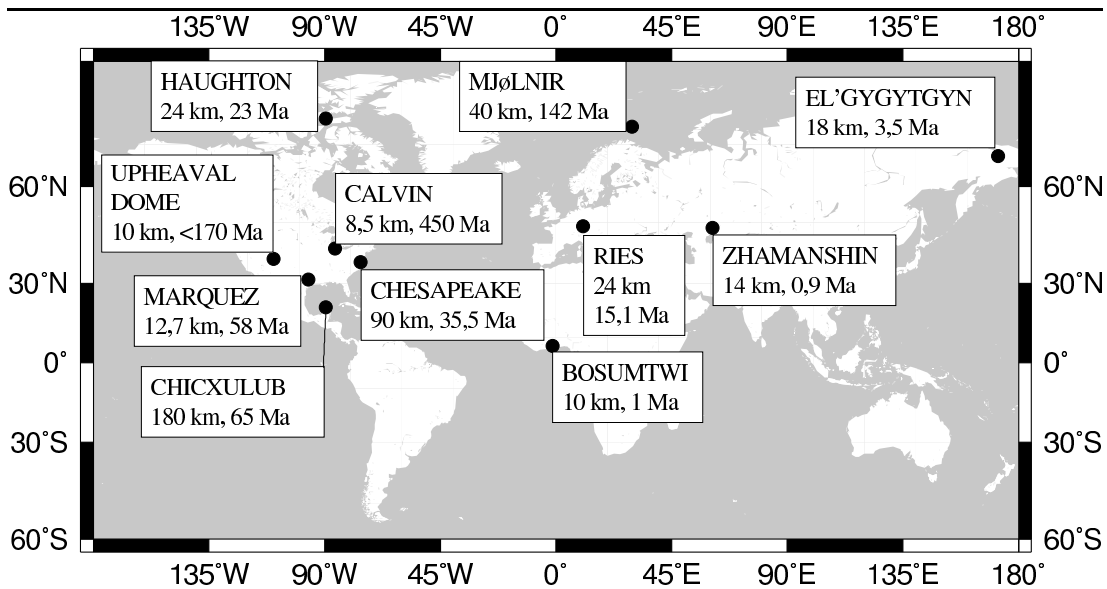 135°W 90°W 45°W 0° 45°E 90°E 135°E 180°
HAUGHTON
24 km, 23 Ma
MJøLNIR
40 km, 142 Ma
EL'GYGYTGYN
18 km, 3,5 Ma
UPHEAVAL
DOME
10 km, <170 Ma
CALVIN
8,5 km, 450 Ma
60°N 60°N
RIES
24 km
15,1 Ma
ZHAMANSHIN
14 km, 0,9 Ma
30°N 30°N
MARQUEZ
12,7 km, 58 Ma
CHESAPEAKE
90 km, 35,5 Ma
0° 0°
BOSUMTWI
10 km, 1 Ma
CHICXULUB
180 km, 65 Ma
30°S 30°S
60°S 60°S
135°W 90°W 45°W 0° 45°E 90°E 135°E 180°